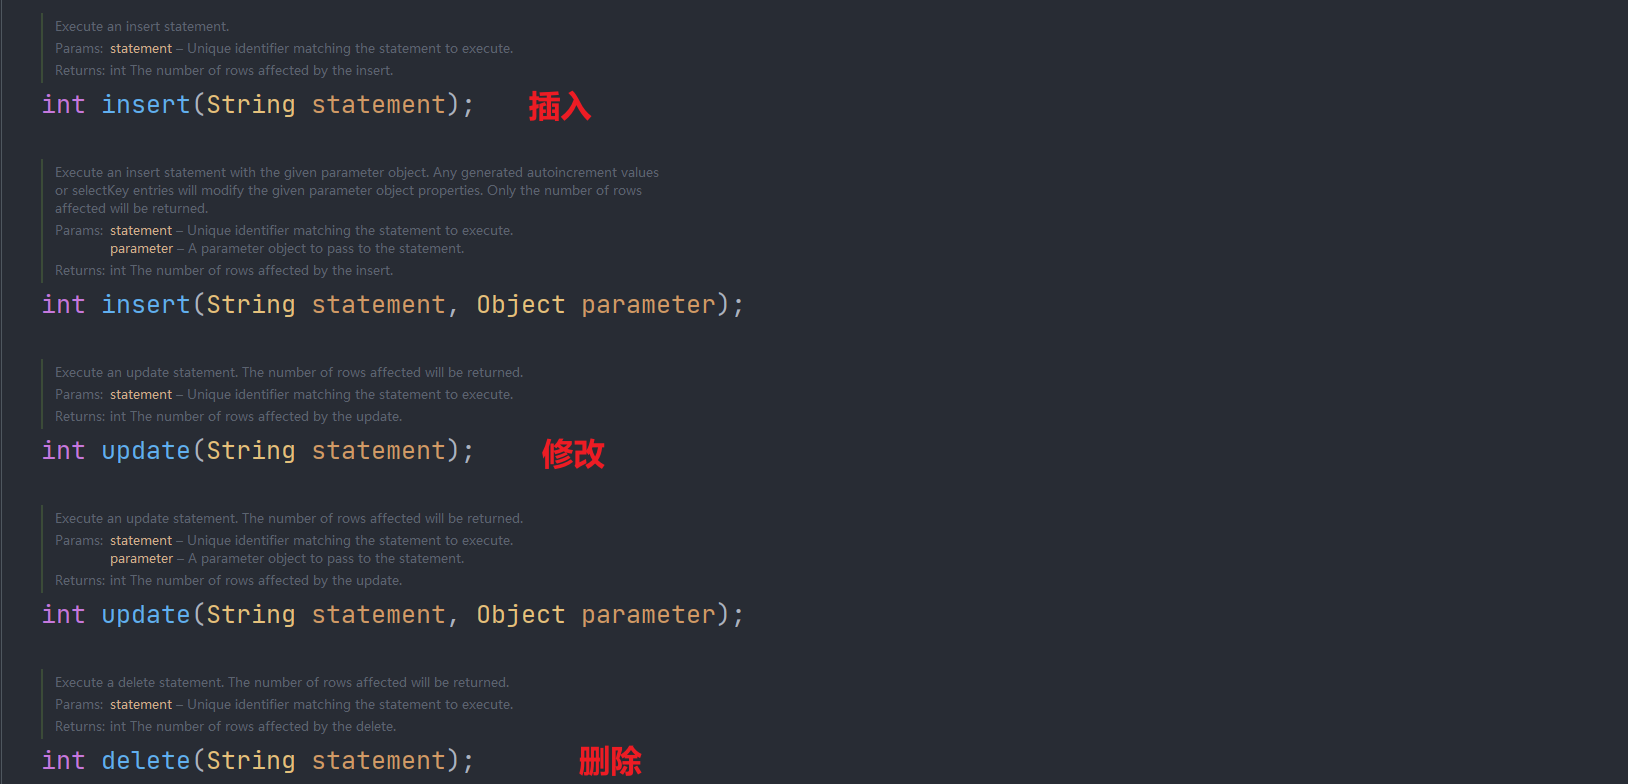 Execute an insert statement.
Params: statement – Unique identifier matching the statement to execute.
Returns: int The number of rows affected by the insert.
int insert(String statement); 插入
Execute an insert statement with the given parameter object. Any generated autoincrement values
or selectKey entries will modify the given parameter object properties. Only the number of rows
affected will be returned.
Params: statement – Unique identifier matching the statement to execute.
parameter – A parameter object to pass to the statement.
Returns: int The number of rows affected by the insert.
int insert(String statement, Object parameter);
Execute an update statement. The number of rows affected will be returned.
Params: statement – Unique identifier matching the statement to execute.
Returns: int The number of rows affected by the update.
int update(String statement); 修改
Execute an update statement. The number of rows affected will be returned.
Params: statement – Unique identifier matching the statement to execute.
parameter – A parameter object to pass to the statement.
Returns: int The number of rows affected by the update.
int update(String statement, Object parameter);
Execute a delete statement. The number of rows affected will be returned.
Params: statement – Unique identifier matching the statement to execute.
Returns: int The number of rows affected by the delete.
int delete(String statement); 删除